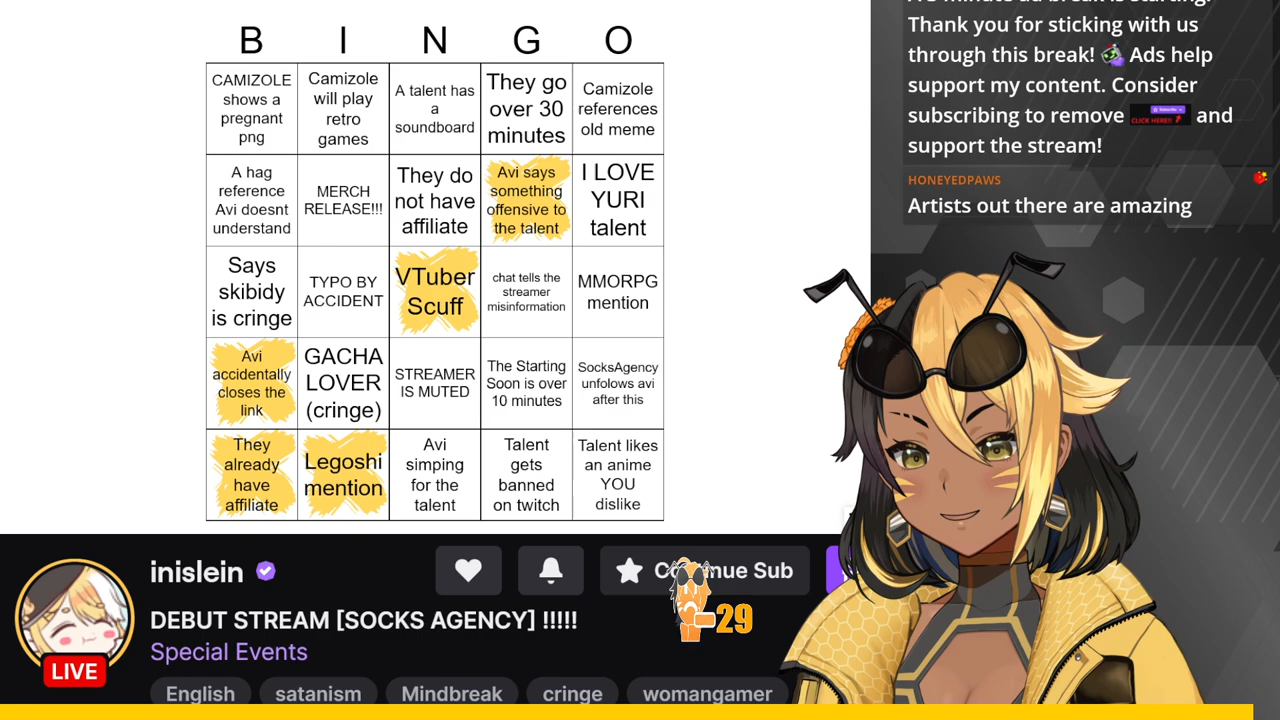 B I N G O
CAMIZOLE
shows a
pregnant
png
Camizole
will play
retro
games
A talent has
a
soundboard
They go
over 30
minutes
Camizole
references
old meme
A hag
reference
Avi doesnt
understand
MERCH
RELEASE!!!
They do
not have
affiliate
Avi says
something
offensive to
the talent
I LOVE
YURI
talent
Says
skibidy
is cringe
TYPO BY
ACCIDENT
VTuber
Scuff
chat tells the
streamer
misinformation
MMORPG
mention
Avi
accidentally
closes the
link
GACHA
LOVER
(cringe)
STREAMER
IS MUTED
The Starting
Soon is over
10 minutes
SocksAgency
unfolows avi
after this
They
already
have
affiliate
Legoshi
mention
Avi
simping
for the
talent
Talent
gets
banned
on twitch
Talent likes
an anime
YOU
dislike
Thank you for sticking with us
through this break! Ads help
support my content. Consider
subscribing to remove CLICK HERE!! and
support the stream!
HONEYEDPAWS
Artists out there are amazing
inislein
Sub
29
DEBUT STREAM [SOCKS AGENCY] !!!!!
Special Events
LIVE
English satanism Mindbreak cringe womangamer